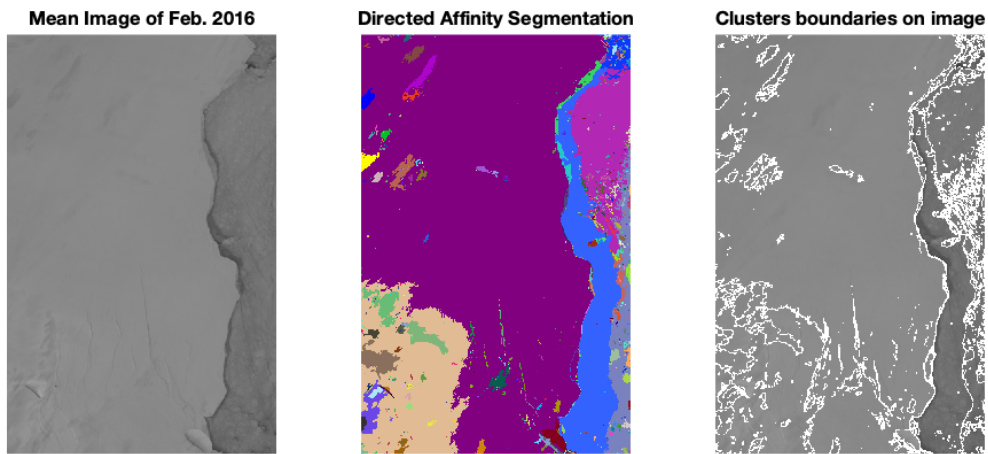 Mean Image of Feb. 2016
Directed Affinity Segmentation
Clusters boundaries on image